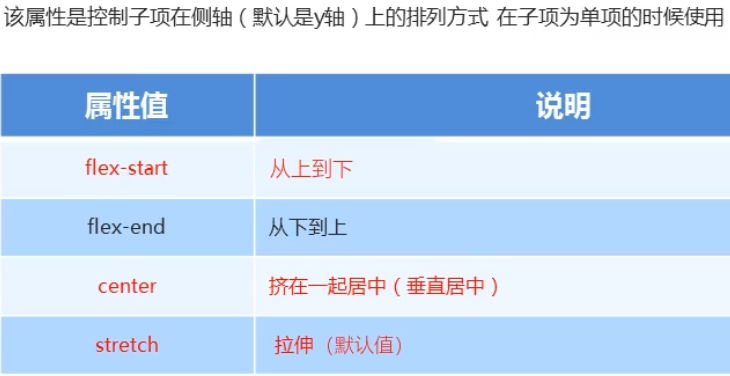 该属性是控制子项在侧轴（默认是y轴）上的排列方式 在子项为单项的时候使用
属性值 说明
flex-start 从上到下
flex-end 从下到上
center 挤在一起居中（垂直居中）
stretch 拉伸（默认值）